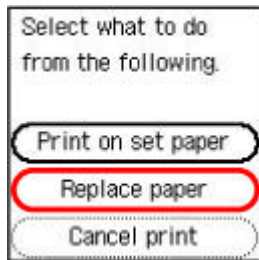 Select what to do
from the following.
Print on set paper
Replace paper
Cancel print